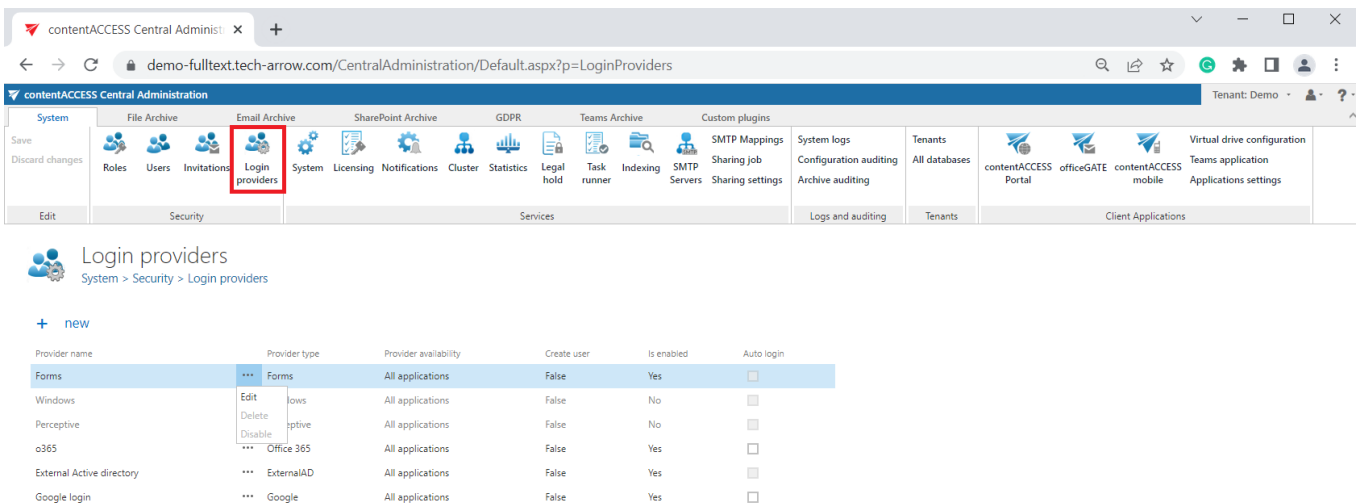 contentACCESS Central Administ
demo-fulltext.tech-arrow.com/CentralAdministration/Default.aspx?p=LoginProviders
contentACCESS Central Administration
Tenant: Demo
System File Archive Email Archive SharePoint Archive GDPR Teams Archive Custom plugins
Save
Discard changes
Roles Users Invitations Login providers System Licensing Notifications Cluster Statistics Legal hold Task runner Indexing SMTP Servers
SMTP Mappings
Sharing job
Sharing settings
System logs
Configuration auditing
Archive auditing
Tenants
All databases
contentACCESS Portal officeGATE contentACCESS mobile
Virtual drive configuration
Teams application
Applications settings
Edit Security Services Logs and auditing Tenants Client Applications
Login providers
System > Security > Login providers
+ new
Provider name Provider type Provider availability Create user Is enabled Auto login
Forms ... Forms All applications False Yes
Windows lows All applications False No
Perceptive eptive All applications False No
Edit
Delete
Disable
o365 ... Office 365 All applications False Yes
External Active directory ... ExternalAD All applications False Yes
Google login ... Google All applications False Yes